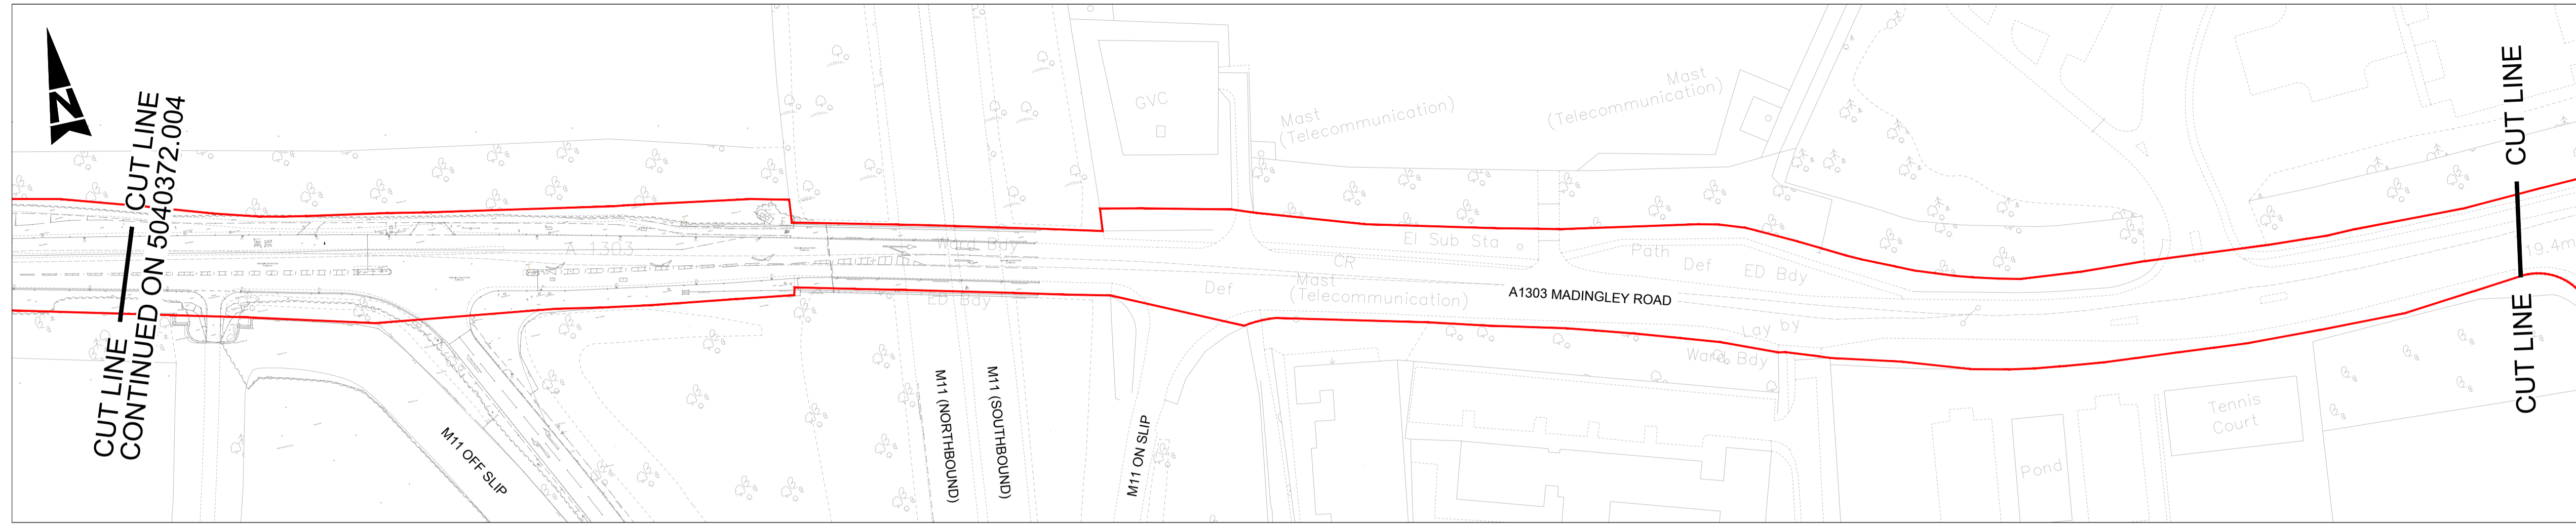 N
CUT LINE
CUT LINE
CONTINUED ON 5040372.004
CUT LINE
CUT LINE
GVC
Mast
(Telecommunication)
Mast
(Telecommunication)
A 1303
Ward Bdy
ED Bdy
El Sub Sta
Path
Def
ED Bdy
CR
Def
Mast
(Telecommunication)
A1303 MADINGLEY ROAD
Lay by
Ward Bdy
19.4m
M11 OFF SLIP
M11 (NORTHBOUND)
M11 (SOUTHBOUND)
M11 ON SLIP
Tennis
Court
Pond